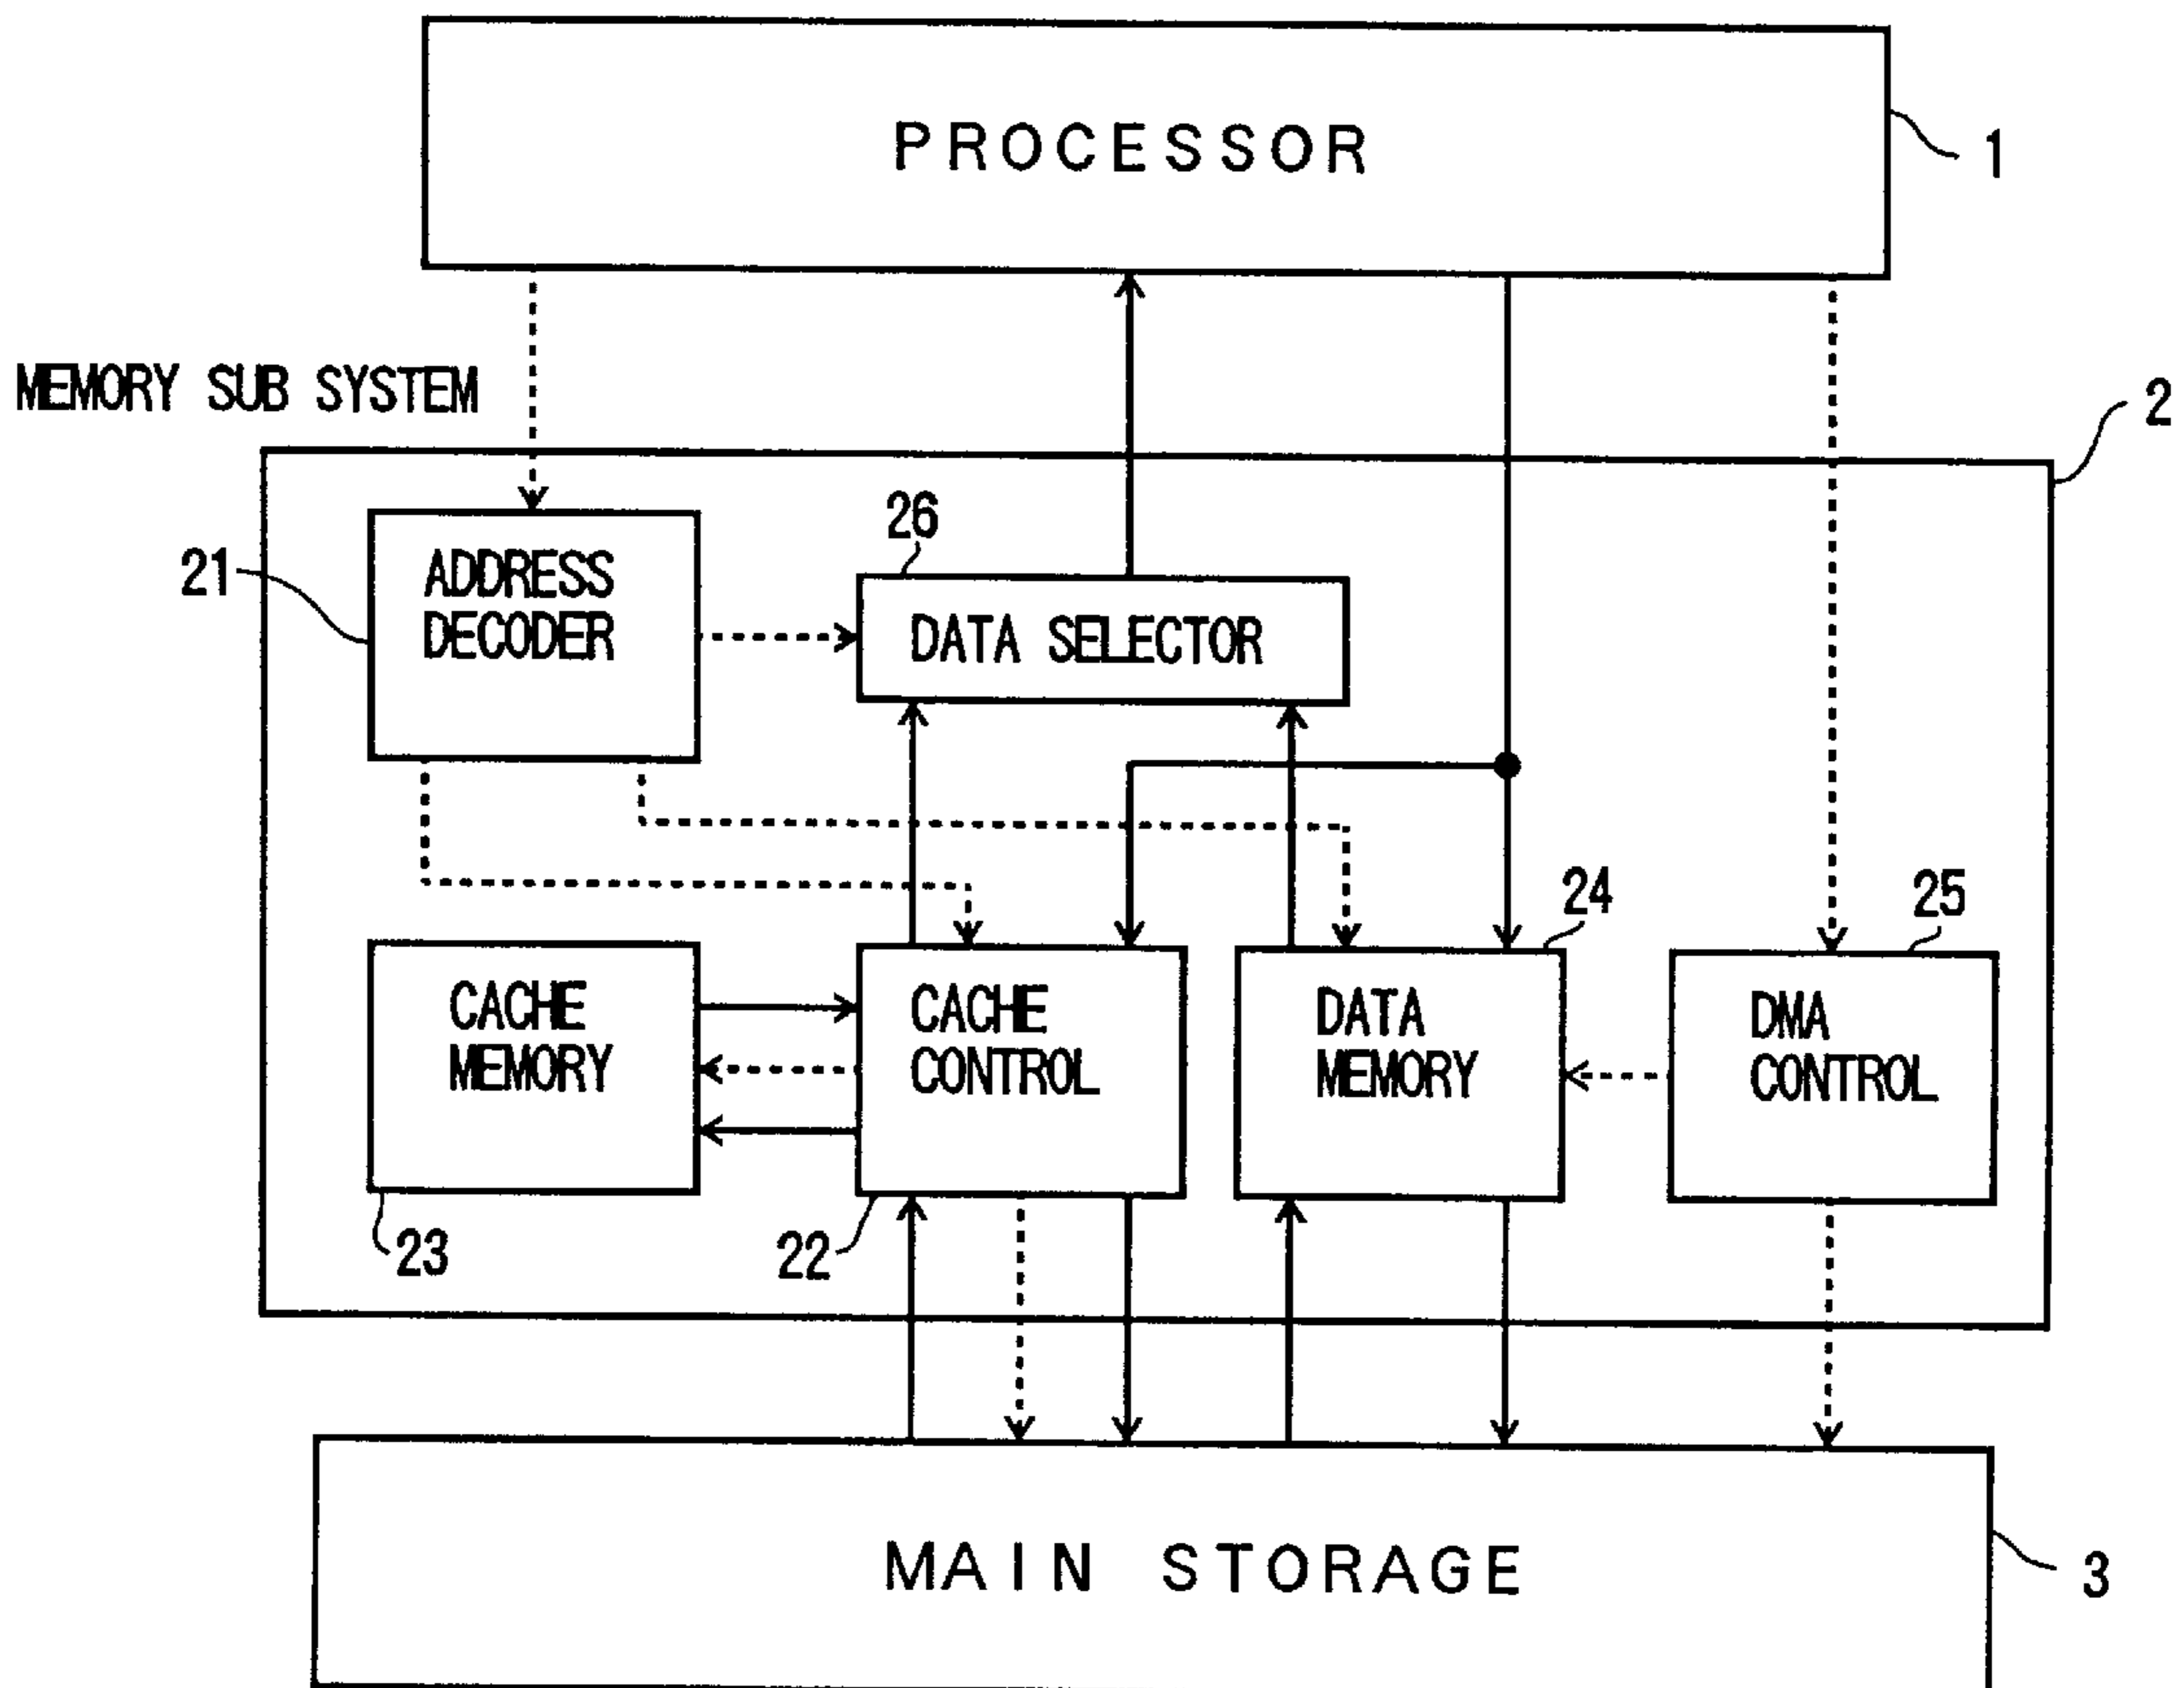 PROCESSOR
1
MEMORY SUB SYSTEM
2
21
ADDRESS
DECODER
26
DATA SELECTOR
24
25
CACHE
MEMORY
CACHE
CONTROL
DATA
MEMORY
DMA
CONTROL
23
22
MAIN STORAGE
3